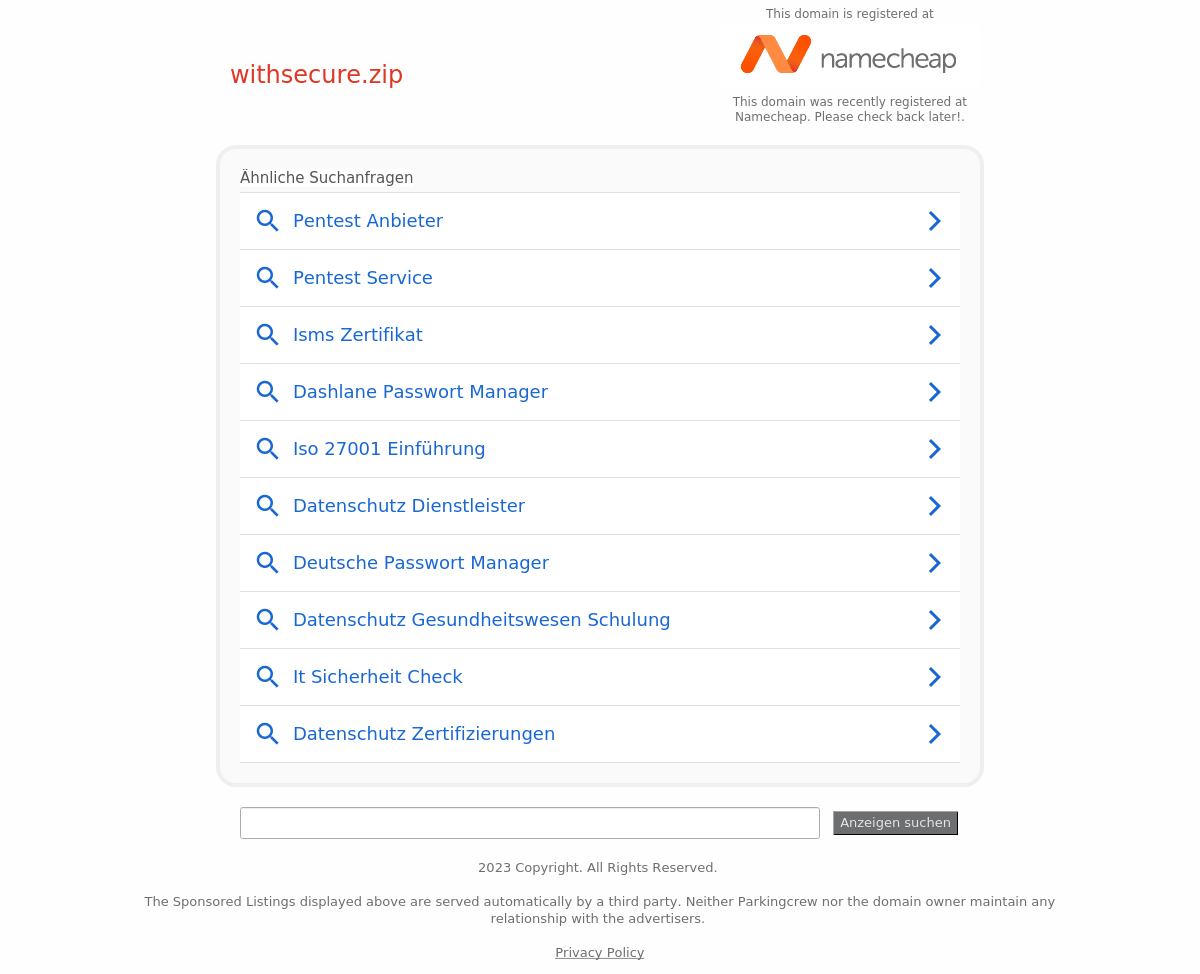 This domain is registered at
namecheap
withsecure.zip
This domain was recently registered at
Namecheap. Please check back later!.
Ähnliche Suchanfragen
Pentest Anbieter
Pentest Service
Isms Zertifikat
Dashlane Passwort Manager
Iso 27001 Einführung
Datenschutz Dienstleister
Deutsche Passwort Manager
Datenschutz Gesundheitswesen Schulung
It Sicherheit Check
Datenschutz Zertifizierungen
Anzeigen suchen
2023 Copyright. All Rights Reserved.
The Sponsored Listings displayed above are served automatically by a third party. Neither Parkingcrew nor the domain owner maintain any
relationship with the advertisers.
Privacy Policy